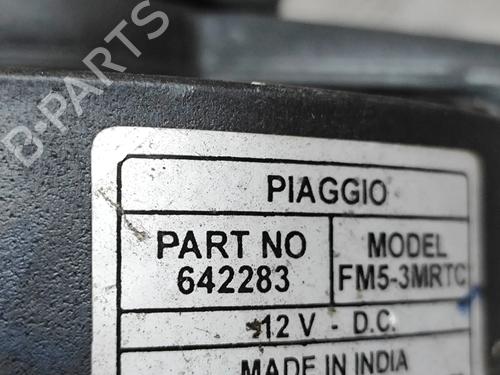 B-PARTS
PIAGGIO
PART NO
642283
MODEL
FM5-3MRTC
12 V - D.C.
MADE IN INDIA